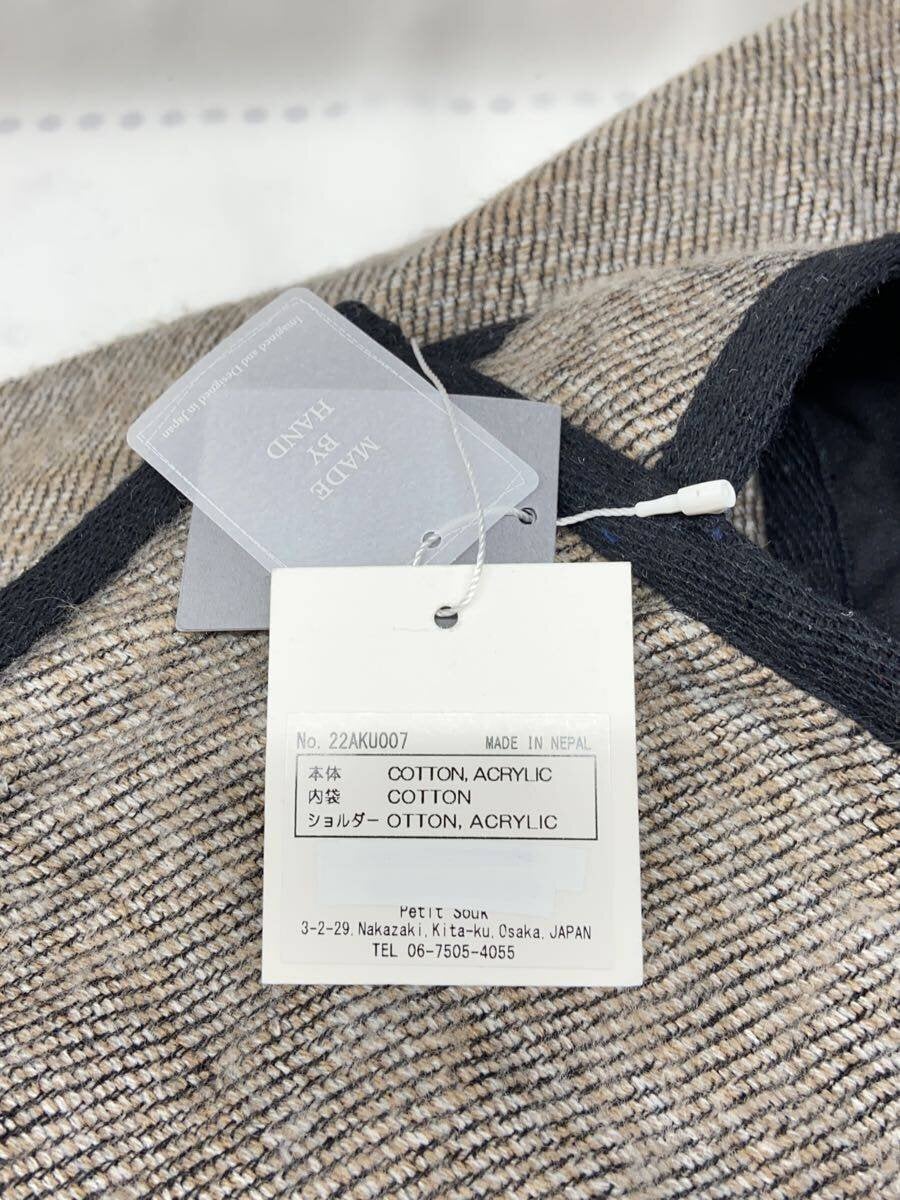 Imagined and Designed in Japan
MADE
BY
HAND
No. 22AKU007 MADE IN NEPAL
本体 COTTON, ACRYLIC
内袋 COTTON
ショルダー OTTON, ACRYLIC
Petit Souk
3-2-29, Nakazaki, Kita-ku, Osaka, JAPAN
TEL 06-7505-4055